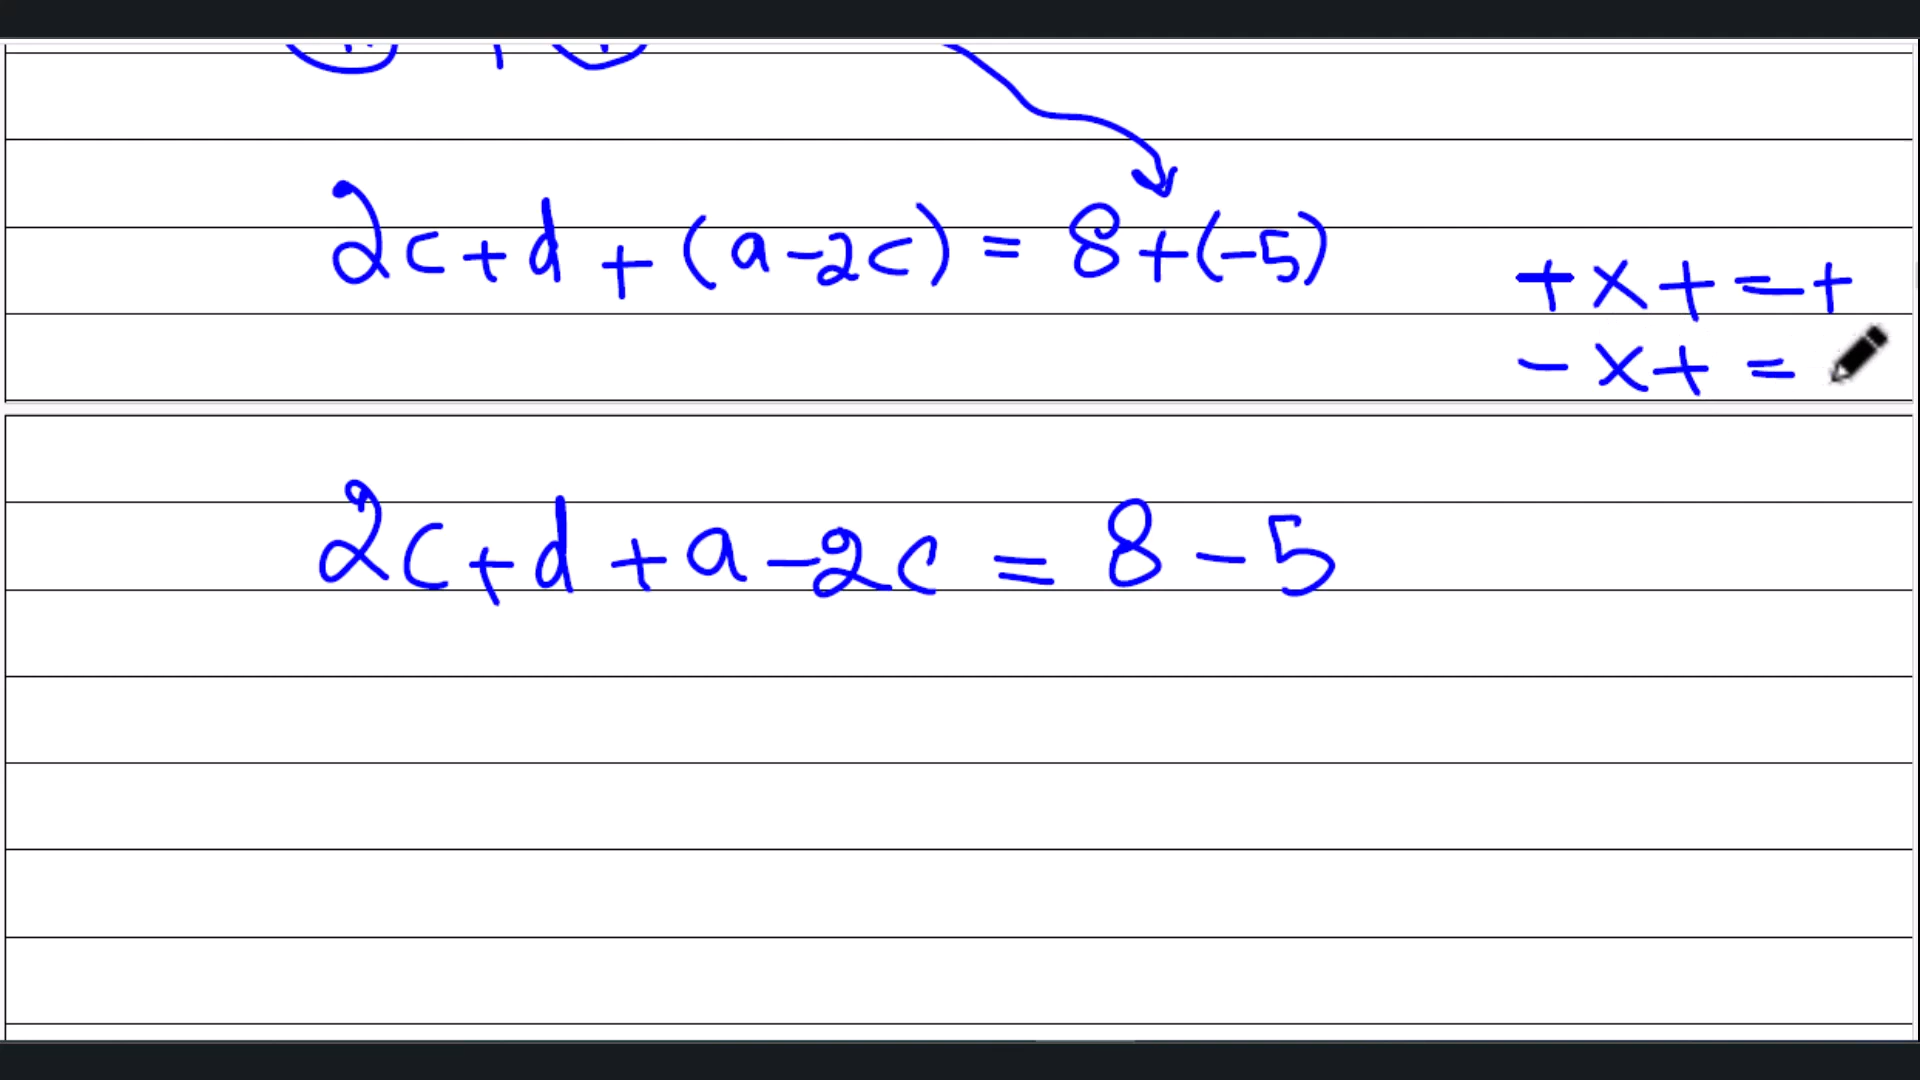 2c+d+(a-2c)=8+(-5)
+x+=+
-x+=
2c+d+a-2c=8-5